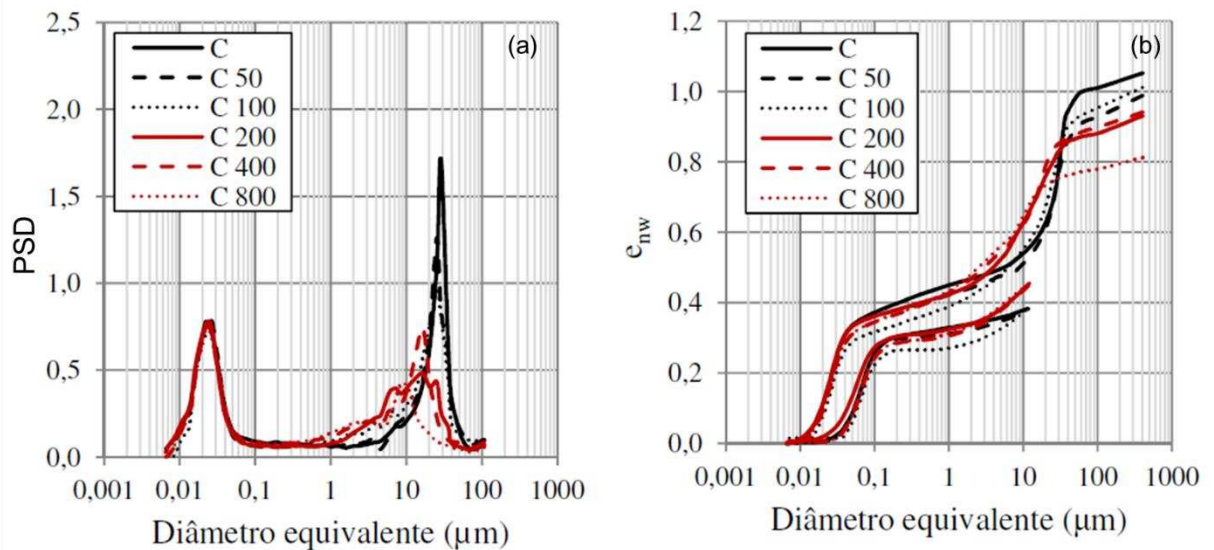 (a)
PSD
2,5
2,0
1,5
1,0
0,5
0,0
C
C 50
C 100
C 200
C 400
C 800
0,001 0,01 0,1 1 10 100 1000
Diâmetro equivalente (µm)
(b)
e_nw
1,2
1,0
0,8
0,6
0,4
0,2
0,0
C
C 50
C 100
C 200
C 400
C 800
0,001 0,01 0,1 1 10 100 1000
Diâmetro equivalente (µm)